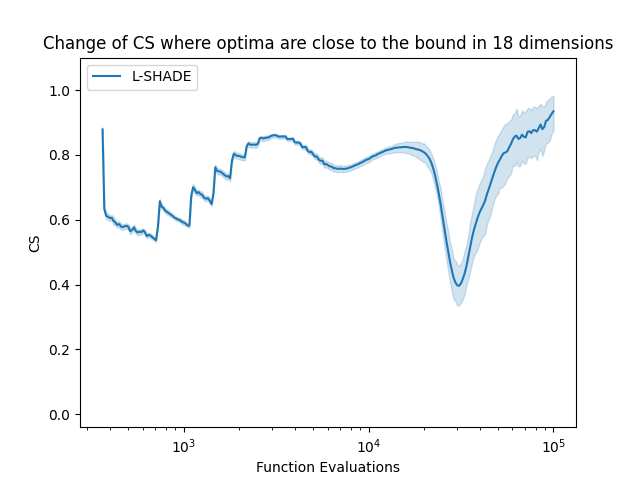 Change of CS where optima are close to the bound in 18 dimensions
L-SHADE
1.0
0.8
0.6
0.4
0.2
0.0
CS
10³
10⁴
10⁵
Function Evaluations